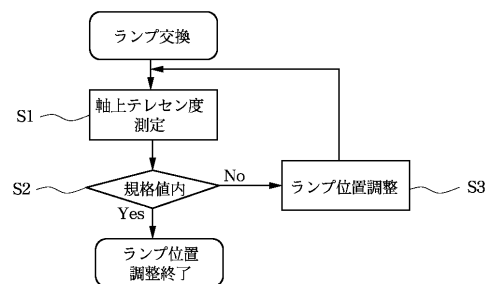 ランプ交換
S1
軸上テレセン度
測定
S2
規格値内
No
ランプ位置調整
S3
Yes
ランプ位置
調整終了